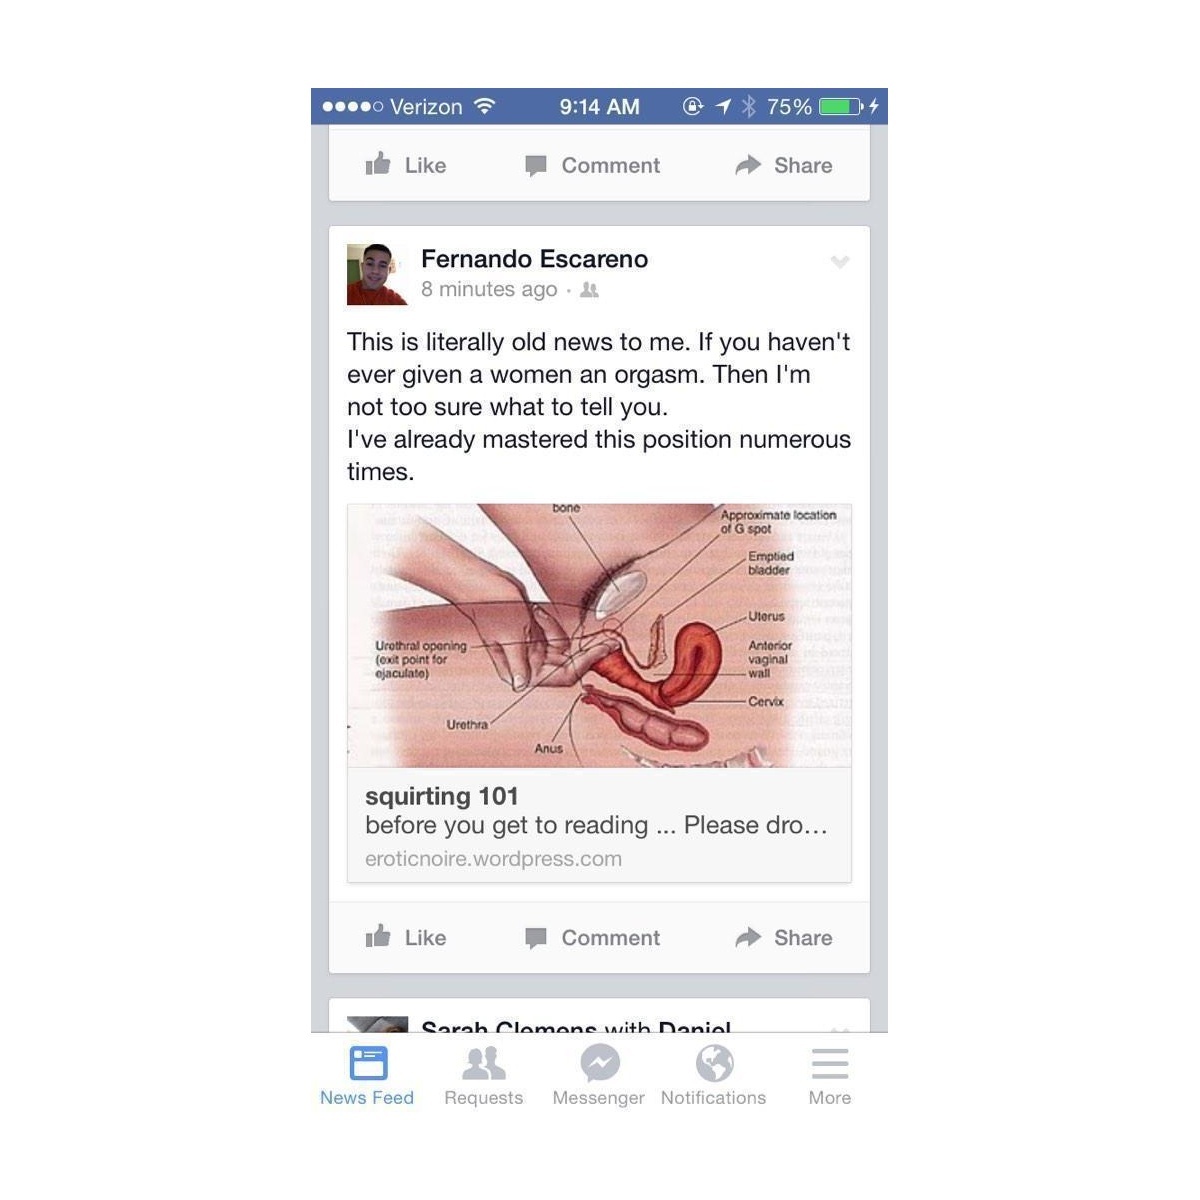 Verizon 9:14 AM 75%
Like Comment Share
Fernando Escareno
8 minutes ago ·
This is literally old news to me. If you haven't
ever given a women an orgasm. Then I'm
not too sure what to tell you.
I've already mastered this position numerous
times.
bone
Approximate location
of G spot
Emptied
bladder
Uterus
Urethral opening
(exit point for
ejaculate)
Anterior
vaginal
wall
Cervix
Urethra
Anus
squirting 101
before you get to reading ... Please dro...
eroticnoire.wordpress.com
Like Comment Share
Sarah Clemens with Daniel
News Feed Requests Messenger Notifications More